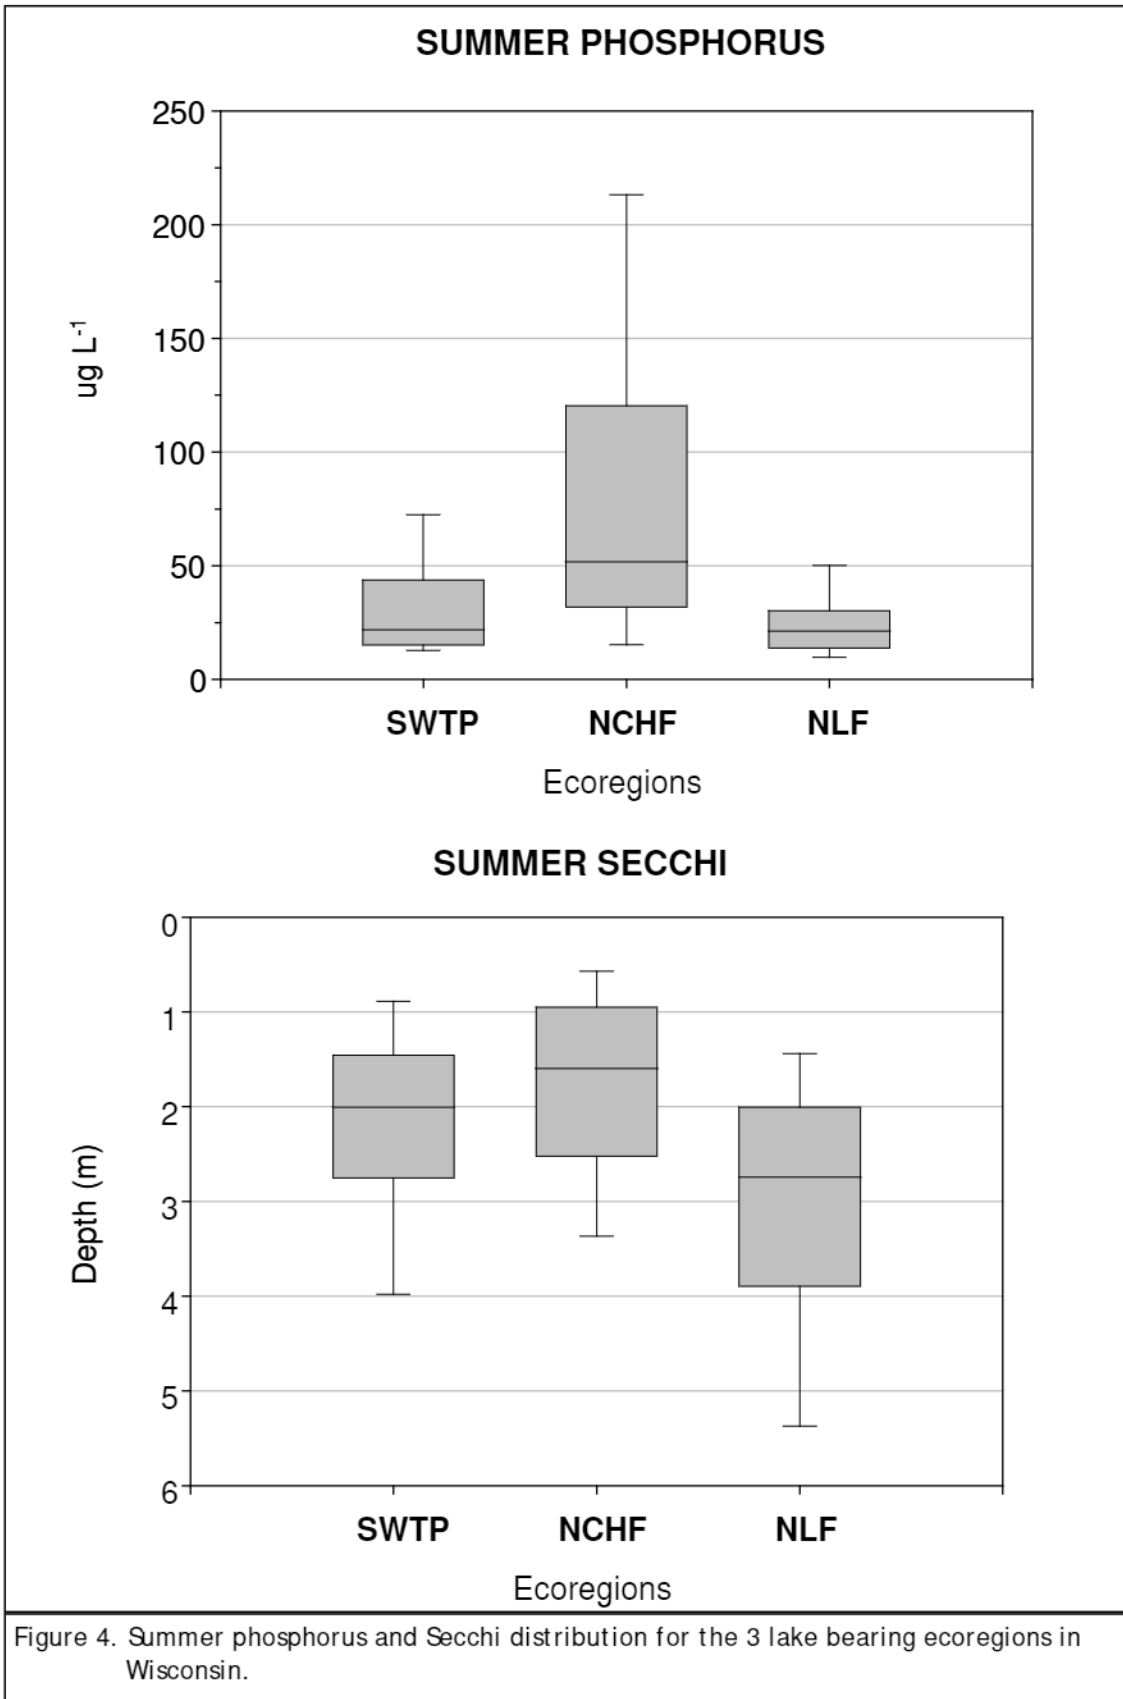 SUMMER PHOSPHORUS
250
200
150
100
50
0
ug L-1
SWTP NCHF NLF
Ecoregions
SUMMER SECCHI
0
1
2
3
4
5
6
Depth (m)
SWTP NCHF NLF
Ecoregions
Figure 4. Summer phosphorus and Secchi distribution for the 3 lake bearing ecoregions in
Wisconsin.